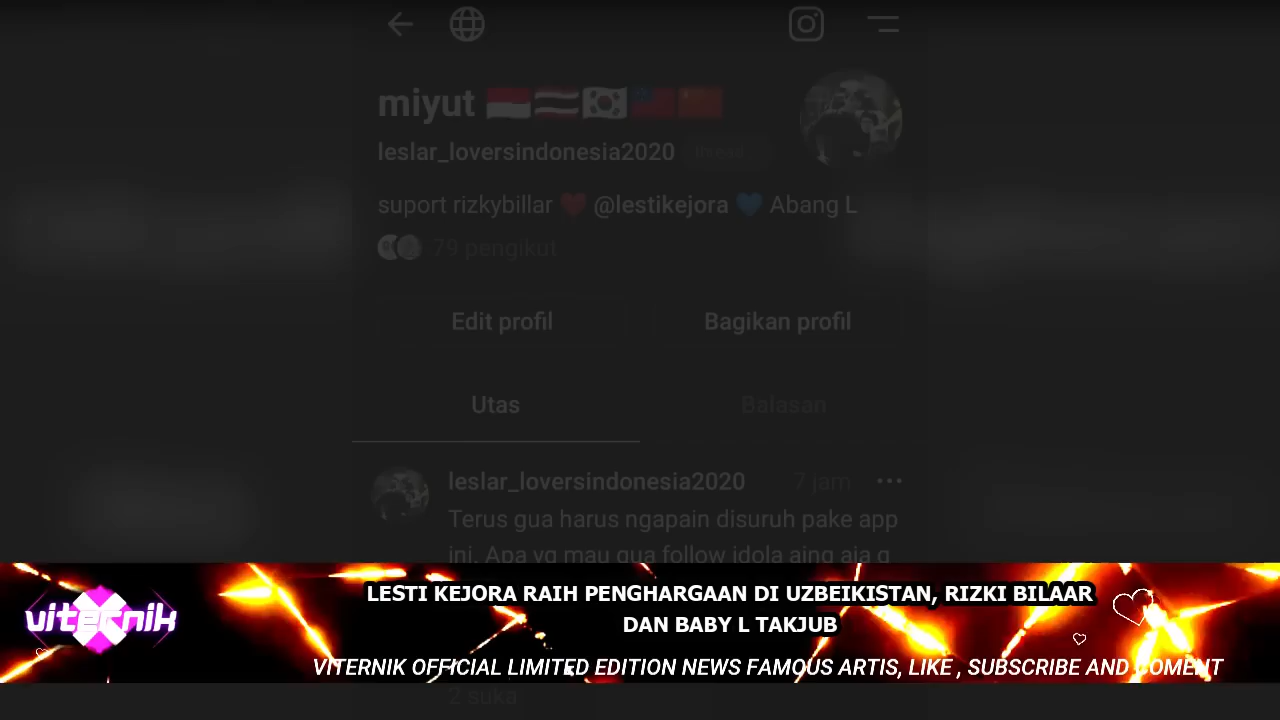 miyut
leslar_loversindonesia2020
suport rizkybillar ❤️ @lestikejora 💙 Abang L
79 pengikut
Edit profil
Bagikan profil
Utas
Balasan
leslar_loversindonesia2020 7 jam
Terus gua harus ngapain disuruh pake app
ini. Apa yg mau gua follow idola aing aja g
viternik
LESTI KEJORA RAIH PENGHARGAAN DI UZBEIKISTAN, RIZKI BILAAR
DAN BABY L TAKJUB
VITERNIK OFFICIAL LIMITED EDITION NEWS FAMOUS ARTIS, LIKE , SUBSCRIBE AND COMENT
2 suka